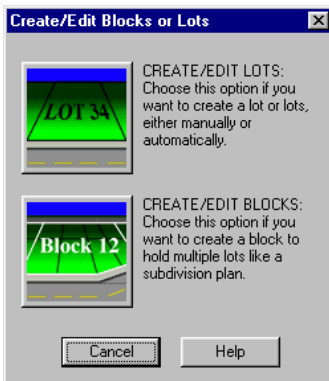 Create/Edit Blocks or Lots
LOT 34
CREATE/EDIT LOTS:
Choose this option if you
want to create a lot or lots,
either manually or
automatically.
Block 12
CREATE/EDIT BLOCKS:
Choose this option if you
want to create a block to
hold multiple lots like a
subdivision plan.
Cancel
Help